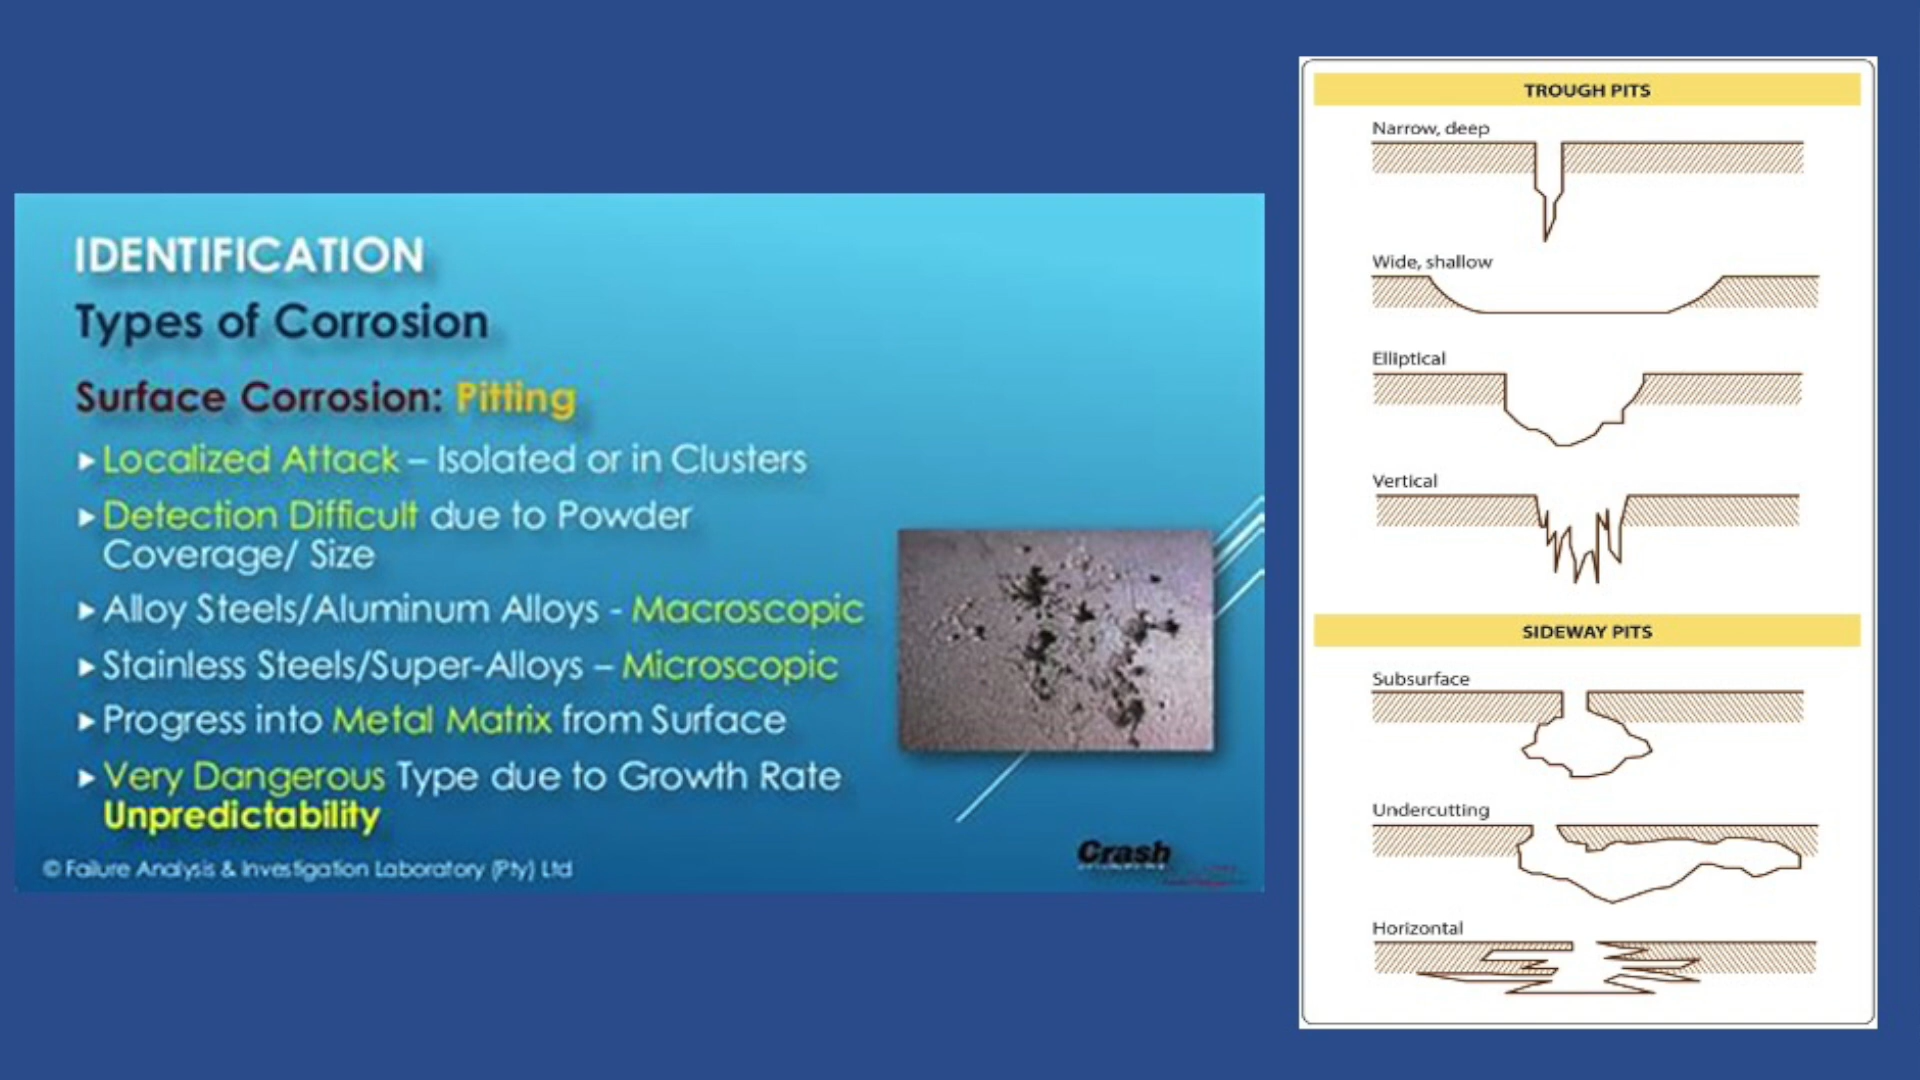 IDENTIFICATION
Types of Corrosion
Surface Corrosion: Pitting
Localized Attack – Isolated or in Clusters
Detection Difficult due to Powder
Coverage/ Size
Alloy Steels/Aluminum Alloys - Macroscopic
Stainless Steels/Super-Alloys – Microscopic
Progress into Metal Matrix from Surface
Very Dangerous Type due to Growth Rate
Unpredictability
© Failure Analysis & Investigation Laboratory (Pty) Ltd
Crash
TROUGH PITS
Narrow, deep
Wide, shallow
Elliptical
Vertical
SIDEWAY PITS
Subsurface
Undercutting
Horizontal